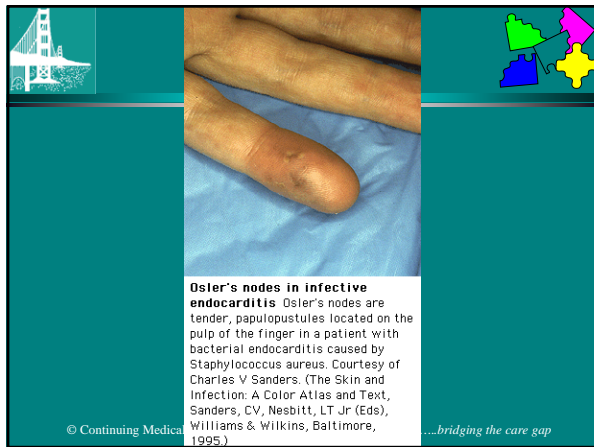 Osler's nodes in infective
endocarditis Osler's nodes are
tender, papulopustules located on the
pulp of the finger in a patient with
bacterial endocarditis caused by
Staphylococcus aureus. Courtesy of
Charles V Sanders. (The Skin and
Infection: A Color Atlas and Text,
Sanders, CV, Nesbitt, LT Jr (Eds),
Williams & Wilkins, Baltimore,
1995.)
© Continuing Medical ....bridging the care gap